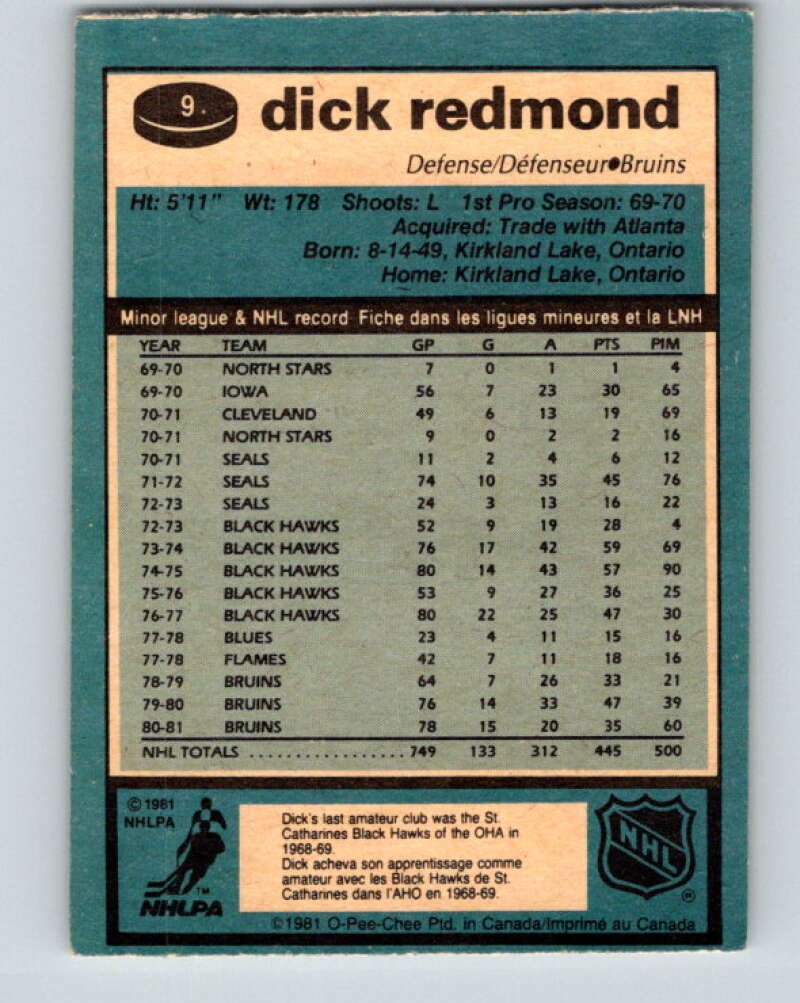 9.
dick redmond
Defense/Défenseur●Bruins
Ht: 5'11" Wt: 178 Shoots: L 1st Pro Season: 69-70
Acquired: Trade with Atlanta
Born: 8-14-49, Kirkland Lake, Ontario
Home: Kirkland Lake, Ontario
Minor league & NHL record Fiche dans les ligues mineures et la LNH
YEAR TEAM GP G A PTS PIM
69-70 NORTH STARS 7 0 1 1 4
69-70 IOWA 56 7 23 30 65
70-71 CLEVELAND 49 6 13 19 69
70-71 NORTH STARS 9 0 2 2 16
70-71 SEALS 11 2 4 6 12
71-72 SEALS 74 10 35 45 76
72-73 SEALS 24 3 13 16 22
72-73 BLACK HAWKS 52 9 19 28 4
73-74 BLACK HAWKS 76 17 42 59 69
74-75 BLACK HAWKS 80 14 43 57 90
75-76 BLACK HAWKS 53 9 27 36 25
76-77 BLACK HAWKS 80 22 25 47 30
77-78 BLUES 23 4 11 15 16
77-78 FLAMES 42 7 11 18 16
78-79 BRUINS 64 7 26 33 21
79-80 BRUINS 76 14 33 47 39
80-81 BRUINS 78 15 20 35 60
NHL TOTALS ................. 749 133 312 445 500
©1981
NHLPA
TM
NHLPA
Dick's last amateur club was the St.
Catharines Black Hawks of the OHA in
1968-69.
Dick acheva son apprentissage comme
amateur avec les Black Hawks de St.
Catharines dans l'AHO en 1968-69.
NHL
®
©1981 O-Pee-Chee Ptd. in Canada/Imprimé au Canada